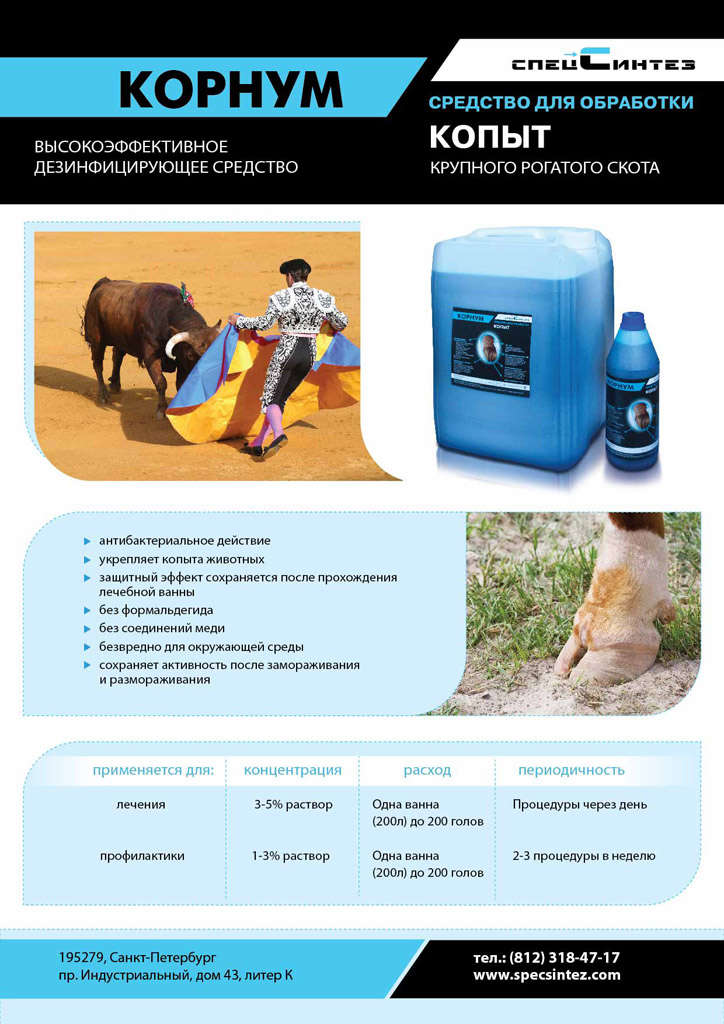 СПЕЦСИНТЕЗ
КОРНУМ
СРЕДСТВО ДЛЯ ОБРАБОТКИ
КОПЫТ
КРУПНОГО РОГАТОГО СКОТА
ВЫСОКОЭФФЕКТИВНОЕ
ДЕЗИНФИЦИРУЮЩЕЕ СРЕДСТВО
КОРНУМ
КОПЫТ
КОРНУМ
антибактериальное действие
укрепляет копыта животных
защитный эффект сохраняется после прохождения
лечебной ванны
без формальдегида
без соединений меди
безвредно для окружающей среды
сохраняет активность после замораживания
и размораживания
применяется для: концентрация расход периодичность
лечения 3-5% раствор Одна ванна Процедуры через день
(200л) до 200 голов
профилактики 1-3% раствор Одна ванна 2-3 процедуры в неделю
(200л) до 200 голов
195279, Санкт-Петербург
пр. Индустриальный, дом 43, литер К
тел.: (812) 318-47-17
www.specsintez.com